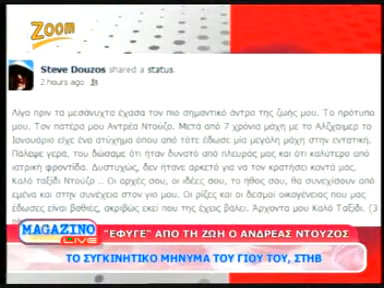 Zoom
Steve Douzos shared a status.
2 hours ago
Λίγο πριν τα μεσάνυχτα έχασα τον πιο σημαντικό άντρα της ζωής μου. Το πρότυπο
μου. Τον πατέρα μου Αντρέα Ντούζο. Μετά από 7 χρόνια μάχη με το Αλζχαιμερ το
Ιανουάριο είχε ένα ατύχημα όπου από τότε έδωσε μία μεγάλη μάχη στην εντατική.
Πάλεψε γερά, του δώσαμε ότι ήταν δυνατό από πλευράς μας και ότι καλύτερο από
ιατρική φροντίδα. Δυστυχώς, δεν ήτανε αρκετό για να τον κρατήσει κοντά μας.
Καλό ταξίδι Ντούζο .. Οι αρχές σου, οι ιδέες σου, το ήθος σου, θα συνεχίσουν από
εμένα και στην συνέχεια στον γιο μου. Οι ρίζες και οι δεσμοί οικογένειας που μας
έδωσες είναι βαθιές, ακριβώς εκεί που της έχεις βάλει. Άρχοντα μου Καλό Ταξίδι. (3
MAGAZINO
LIVE
"ΕΦΥΓΕ" ΑΠΟ ΤΗ ΖΩΗ Ο ΑΝΔΡΕΑΣ ΝΤΟΥΖΟΣ
ΤΟ ΣΥΓΚΙΝΗΤΙΚΟ ΜΗΝΥΜΑ ΤΟΥ ΓΙΟΥ ΤΟΥ, ΣΤΗΒ